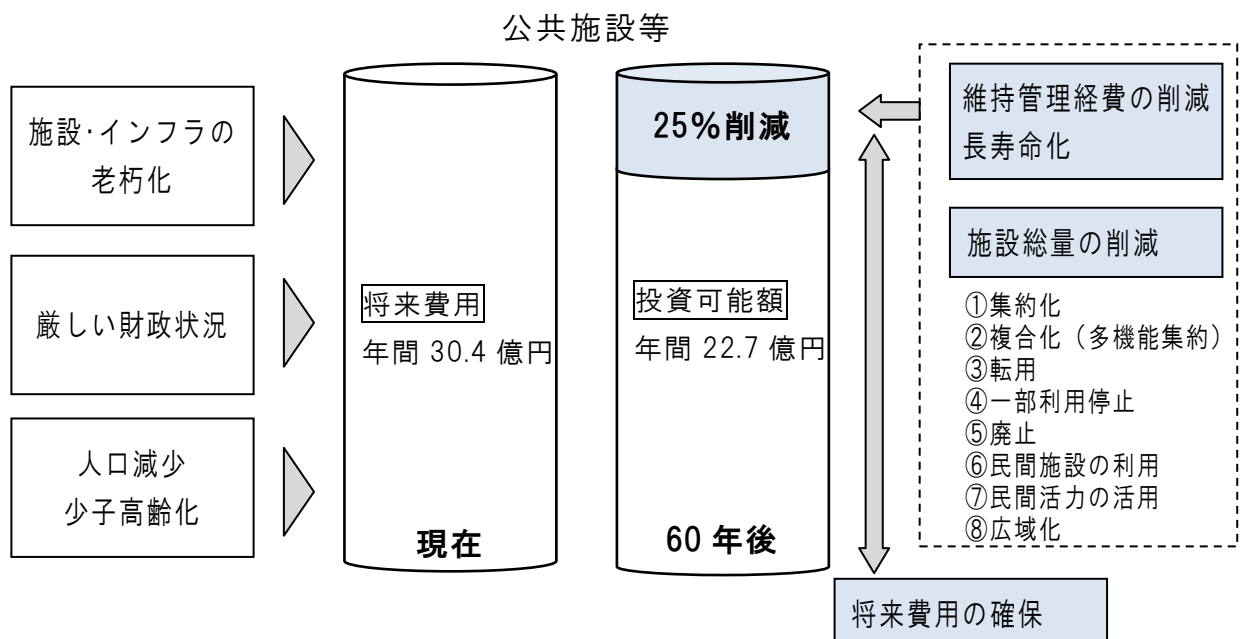 公共施設等
施設･インフラの
老朽化
厳しい財政状況
人口減少
少子高齢化
将来費用
年間 30.4 億円
現在
25%削減
投資可能額
年間 22.7 億円
60 年後
維持管理経費の削減
長寿命化
施設総量の削減
①集約化
②複合化（多機能集約）
③転用
④一部利用停止
⑤廃止
⑥民間施設の利用
⑦民間活力の活用
⑧広域化
将来費用の確保